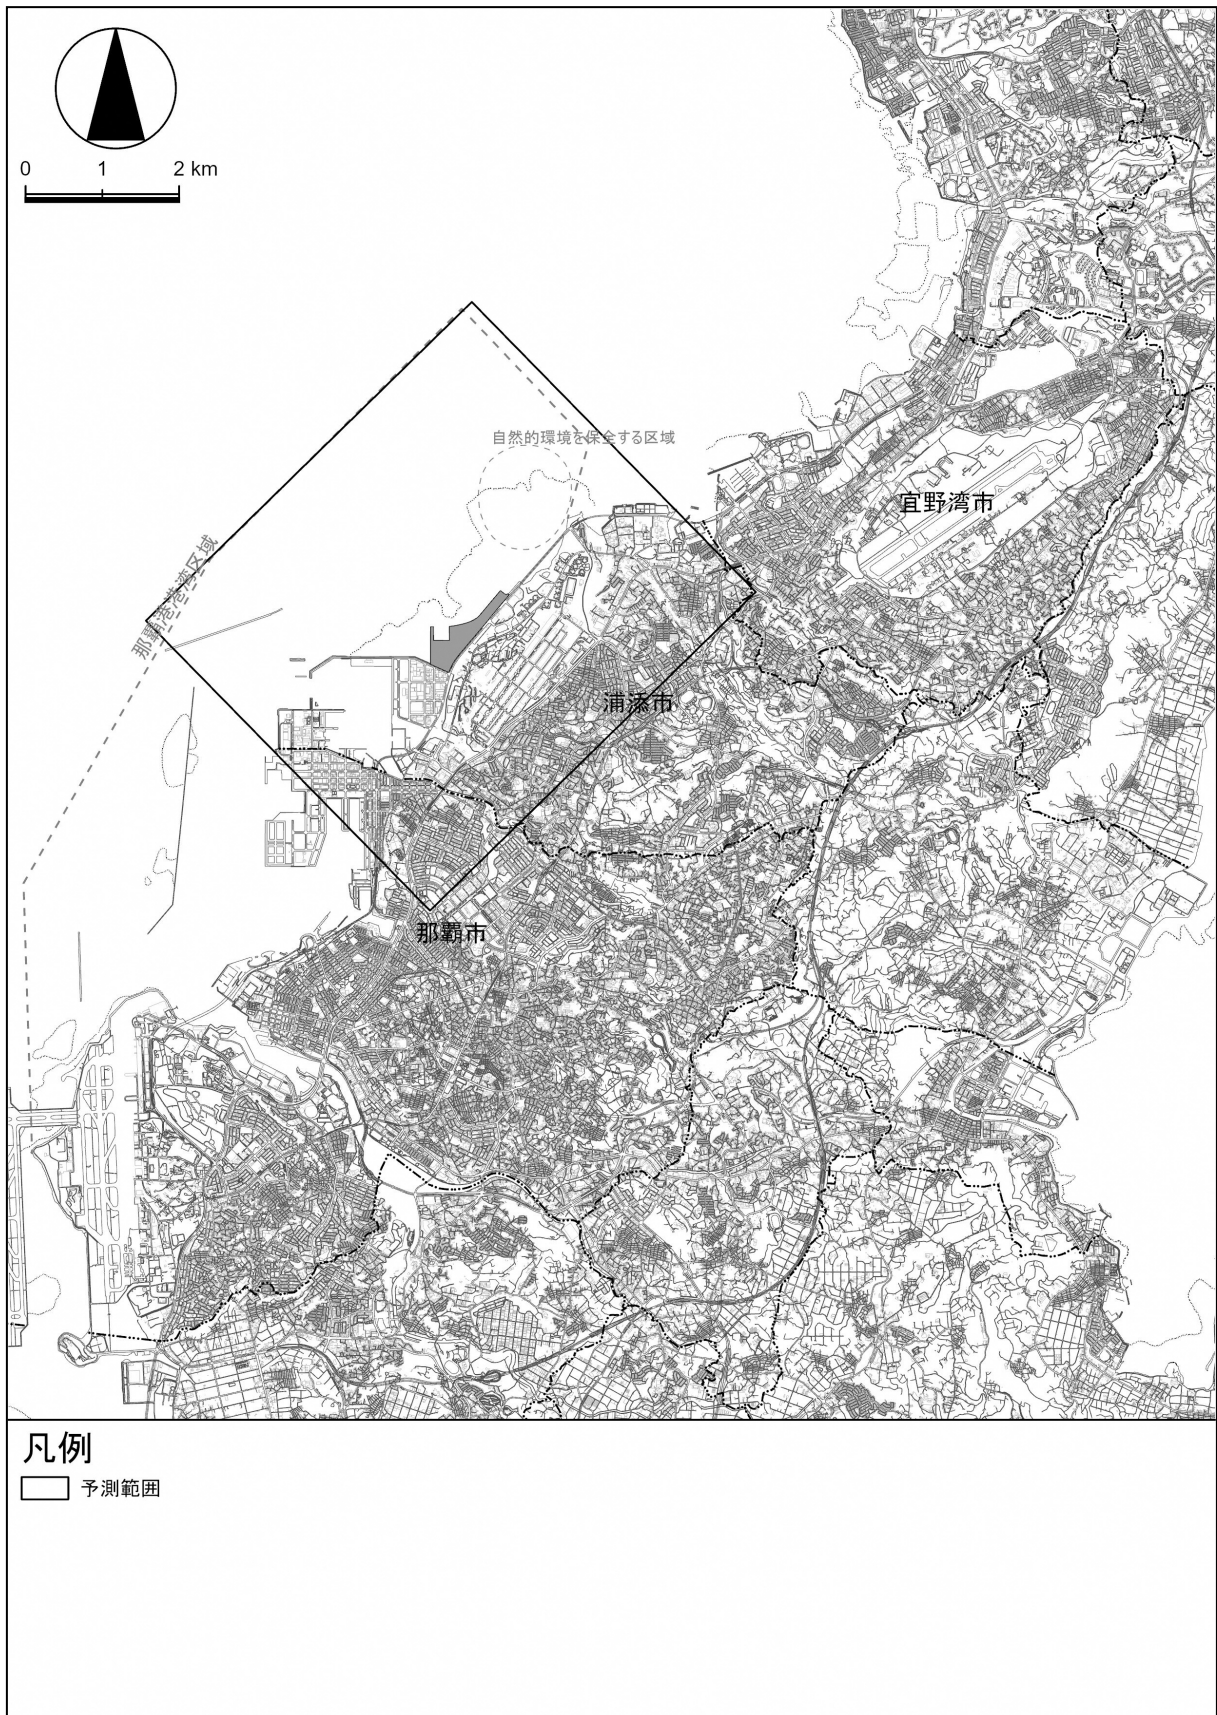 0 1 2 km
自然的環境を保全する区域
宜野湾市
那覇港港湾区域
浦添市
那覇市
凡例
予測範囲